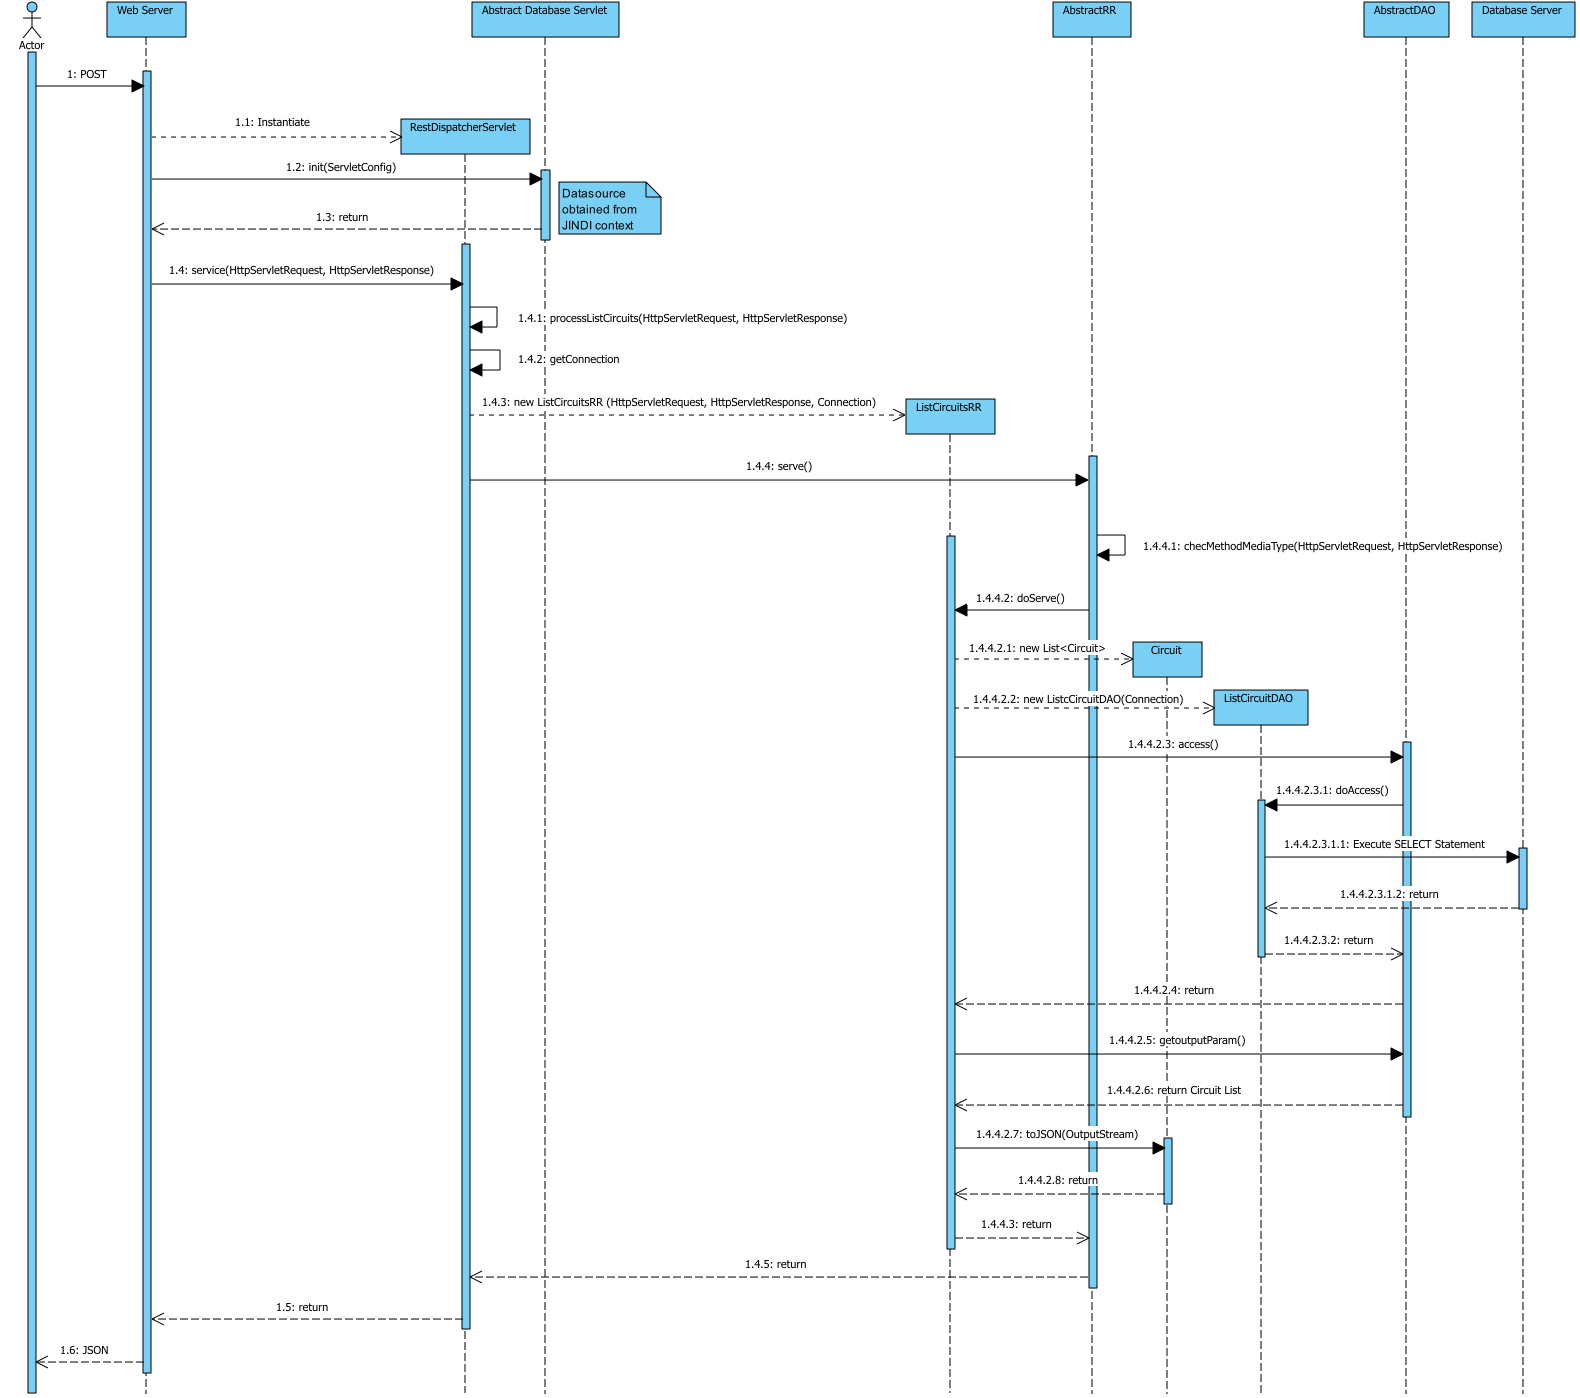 Web Server
Abstract Database Servlet
AbstractRR
AbstractDAO
Database Server
Actor
1: POST
1.1: Instantiate
RestDispatcherServlet
1.2: init(ServletConfig)
Datasource
obtained from
JINDI context
1.3: return
1.4: service(HttpServletRequest, HttpServletResponse)
1.4.1: processListCircuits(HttpServletRequest, HttpServletResponse)
1.4.2: getConnection
1.4.3: new ListCircuitsRR (HttpServletRequest, HttpServletResponse, Connection)
ListCircuitsRR
1.4.4: serve()
1.4.4.1: checMethodMediaType(HttpServletRequest, HttpServletResponse)
1.4.4.2: doServe()
1.4.4.2.1: new List<Circuit>
Circuit
1.4.4.2.2: new ListcCircuitDAO(Connection)
ListCircuitDAO
1.4.4.2.3: access()
1.4.4.2.3.1: doAccess()
1.4.4.2.3.1.1: Execute SELECT Statement
1.4.4.2.3.1.2: return
1.4.4.2.3.2: return
1.4.4.2.4: return
1.4.4.2.5: getoutputParam()
1.4.4.2.6: return Circuit List
1.4.4.2.7: toJSON(OutputStream)
1.4.4.2.8: return
1.4.4.3: return
1.4.5: return
1.5: return
1.6: JSON